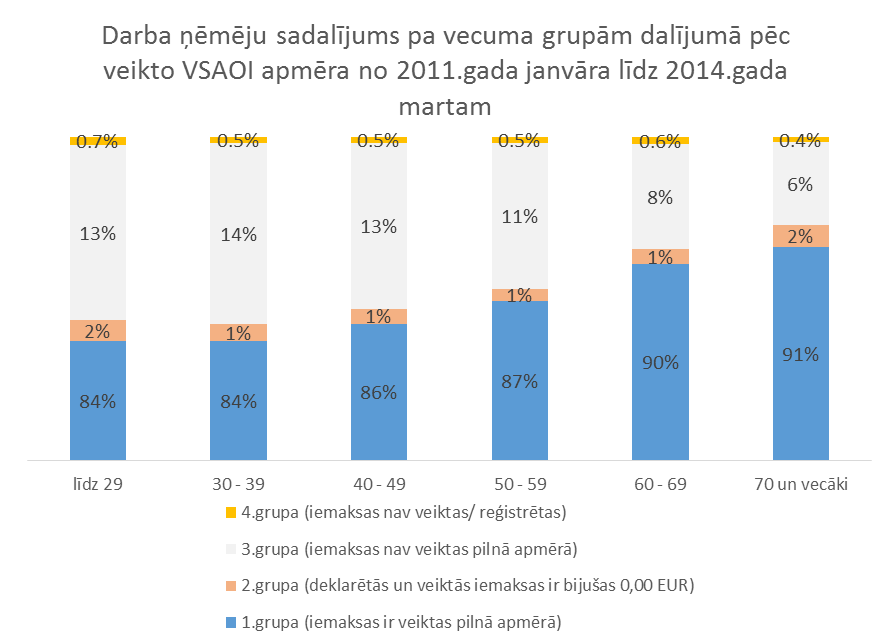 Darba ņēmēju sadalījums pa vecuma grupām dalījumā pēc
veikto VSAOI apmēra no 2011.gada janvāra līdz 2014.gada
martam
0.7% 0.5% 0.5% 0.5% 0.6% 0.4%
13% 14% 13% 11% 8% 6%
2% 1% 1% 1% 1% 2%
84% 84% 86% 87% 90% 91%
līdz 29 30 - 39 40 - 49 50 - 59 60 - 69 70 un vecāki
4.grupa (iemaksas nav veiktas/ reģistrētas)
3.grupa (iemaksas nav veiktas pilnā apmērā)
2.grupa (deklarētās un veiktās iemaksas ir bijušas 0,00 EUR)
1.grupa (iemaksas ir veiktas pilnā apmērā)